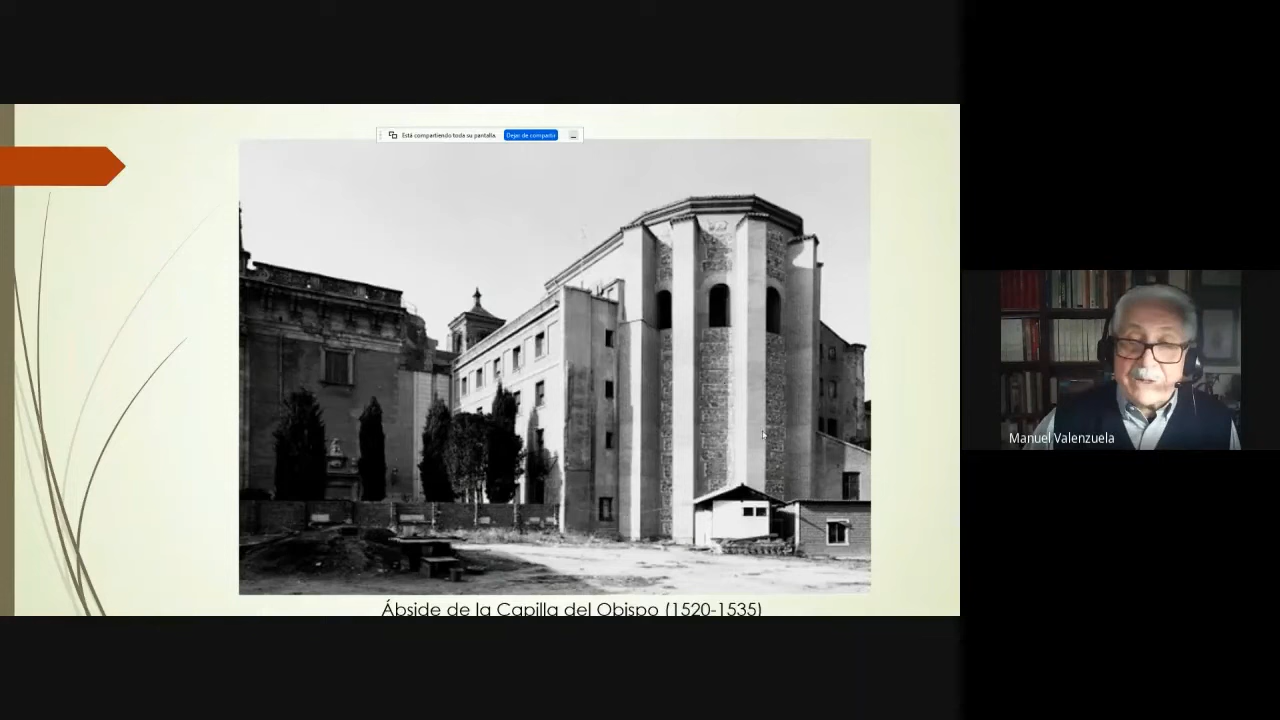 Está compartiendo toda su pantalla.
Dejar de compartir
Ábside de la Capilla del Obispo (1520-1535)
Manuel Valenzuela